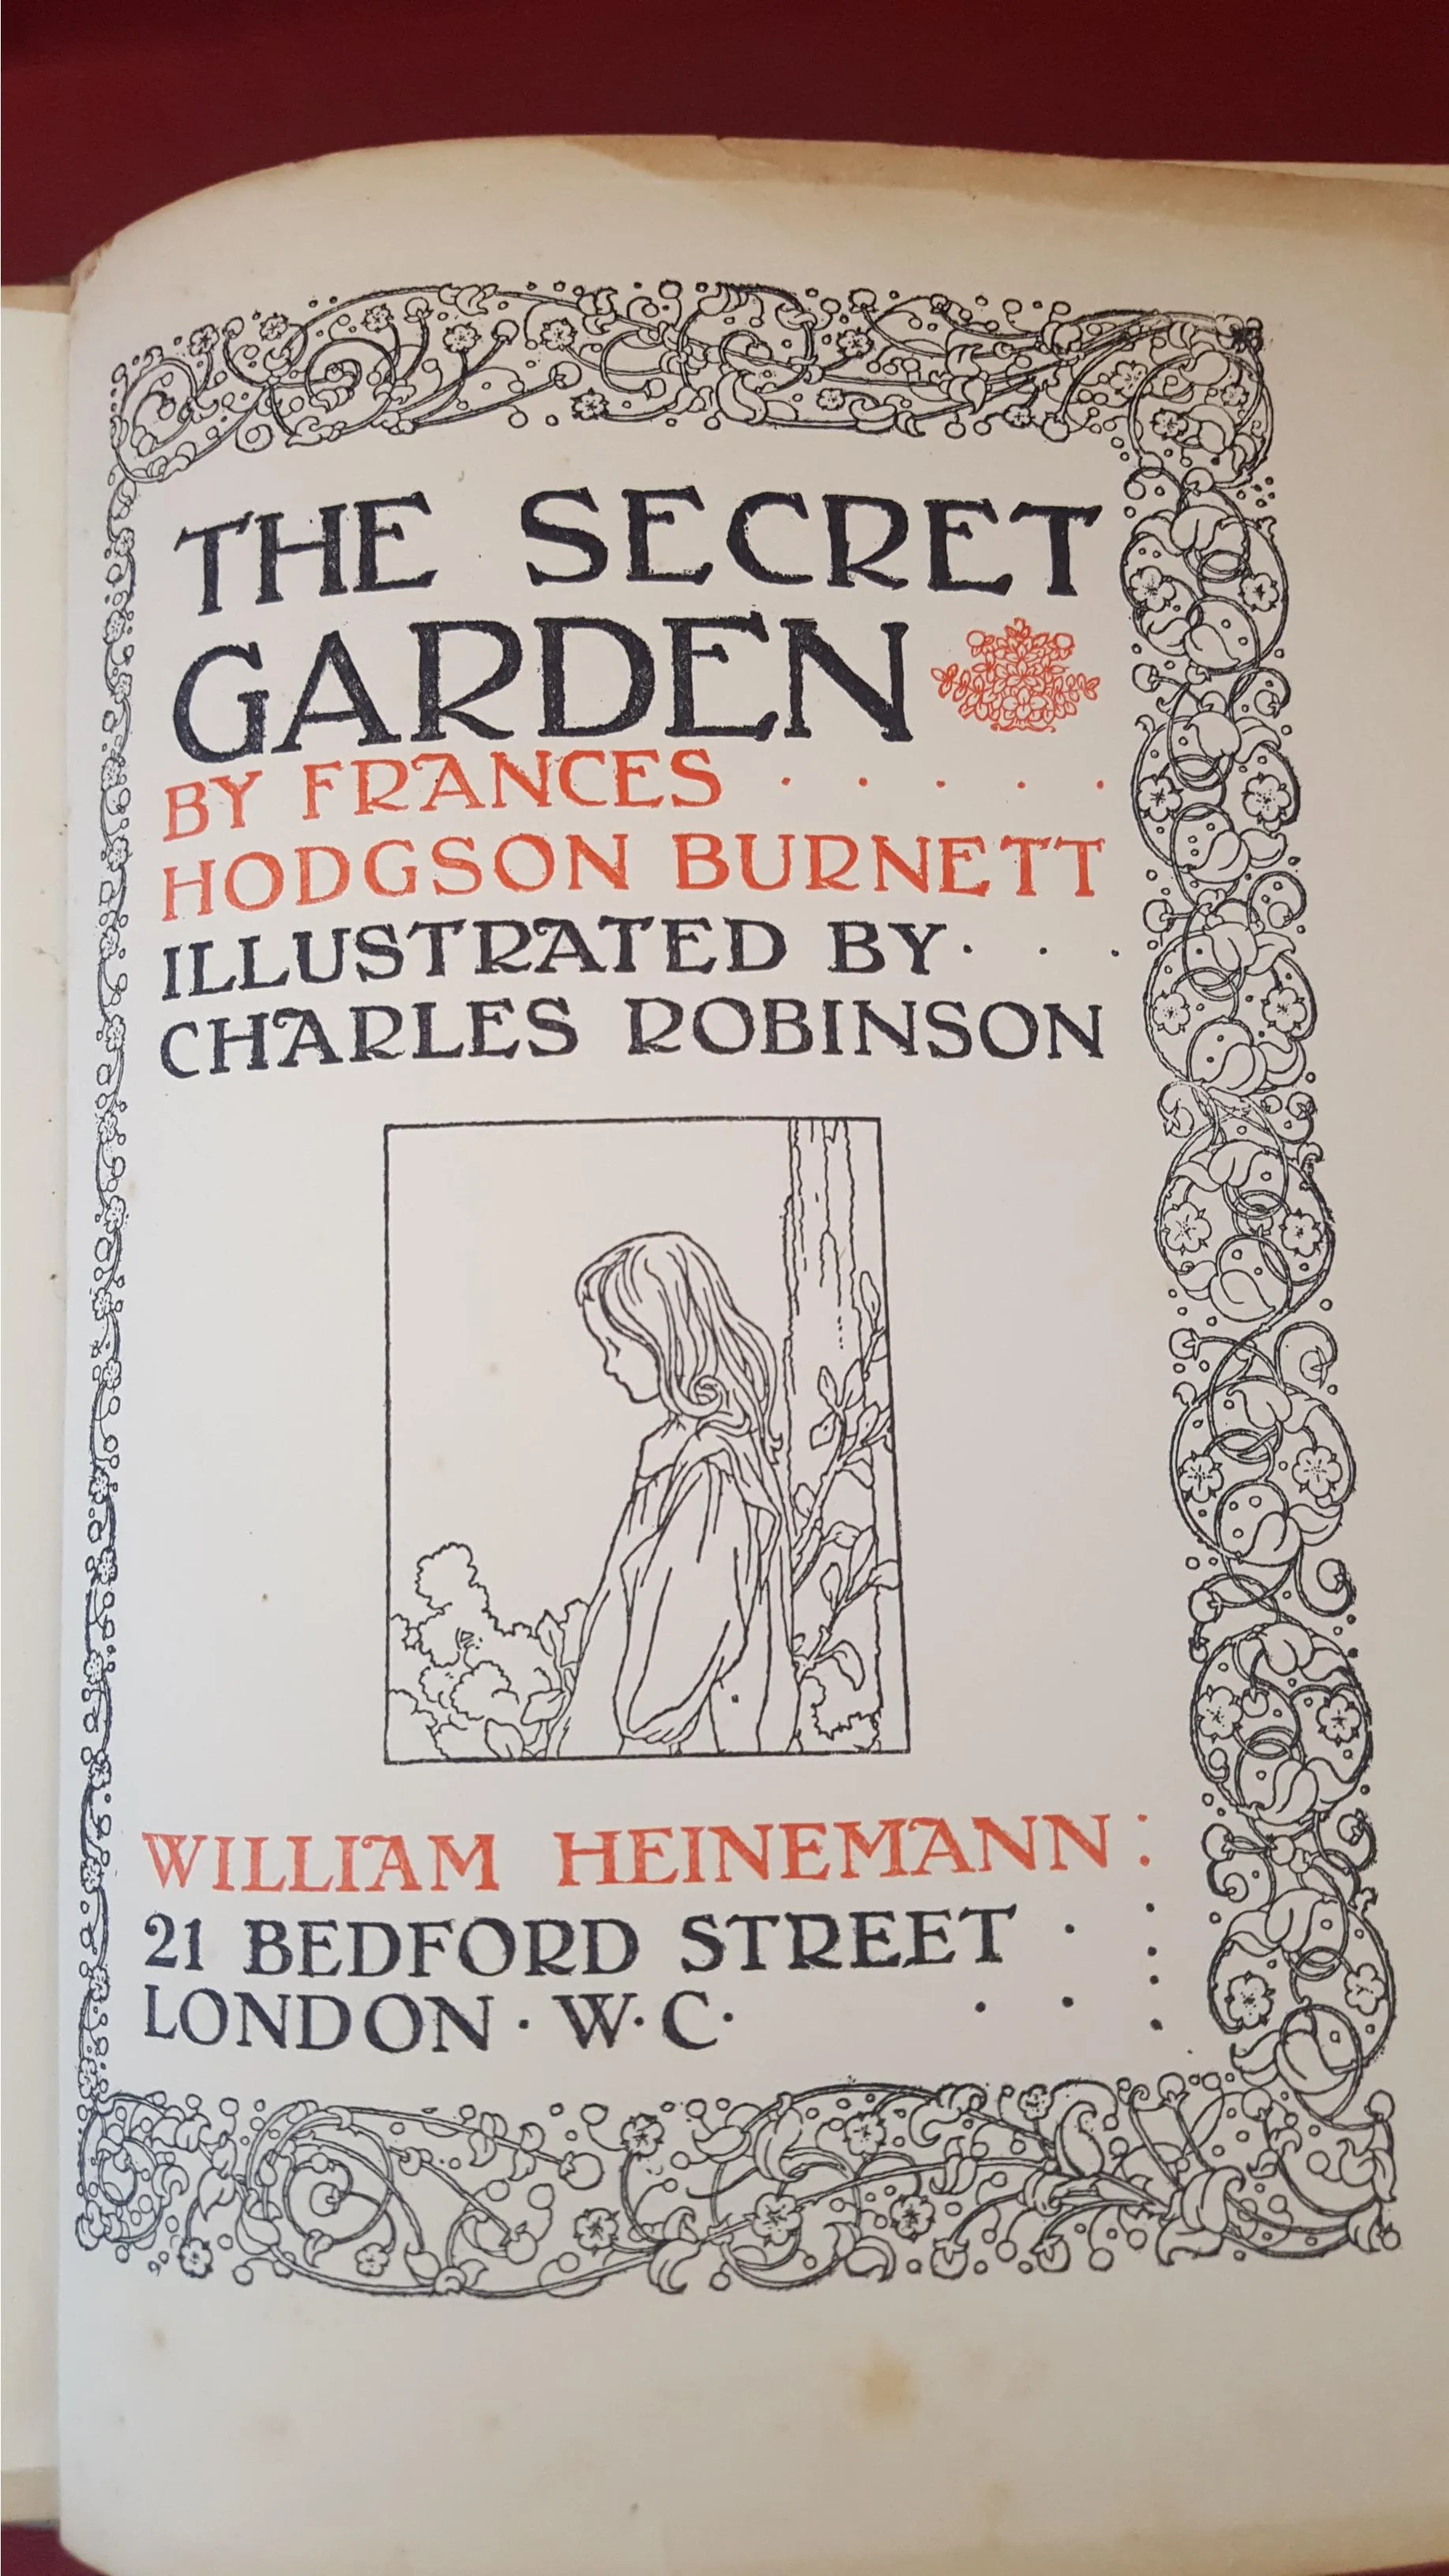 THE SECRET
GARDEN
BY FRANCES . . . . .
HODGSON BURNETT
ILLUSTRATED BY . . .
CHARLES ROBINSON
WILLIAM HEINEMANN :
21 BEDFORD STREET · :
LONDON · W·C· · · :